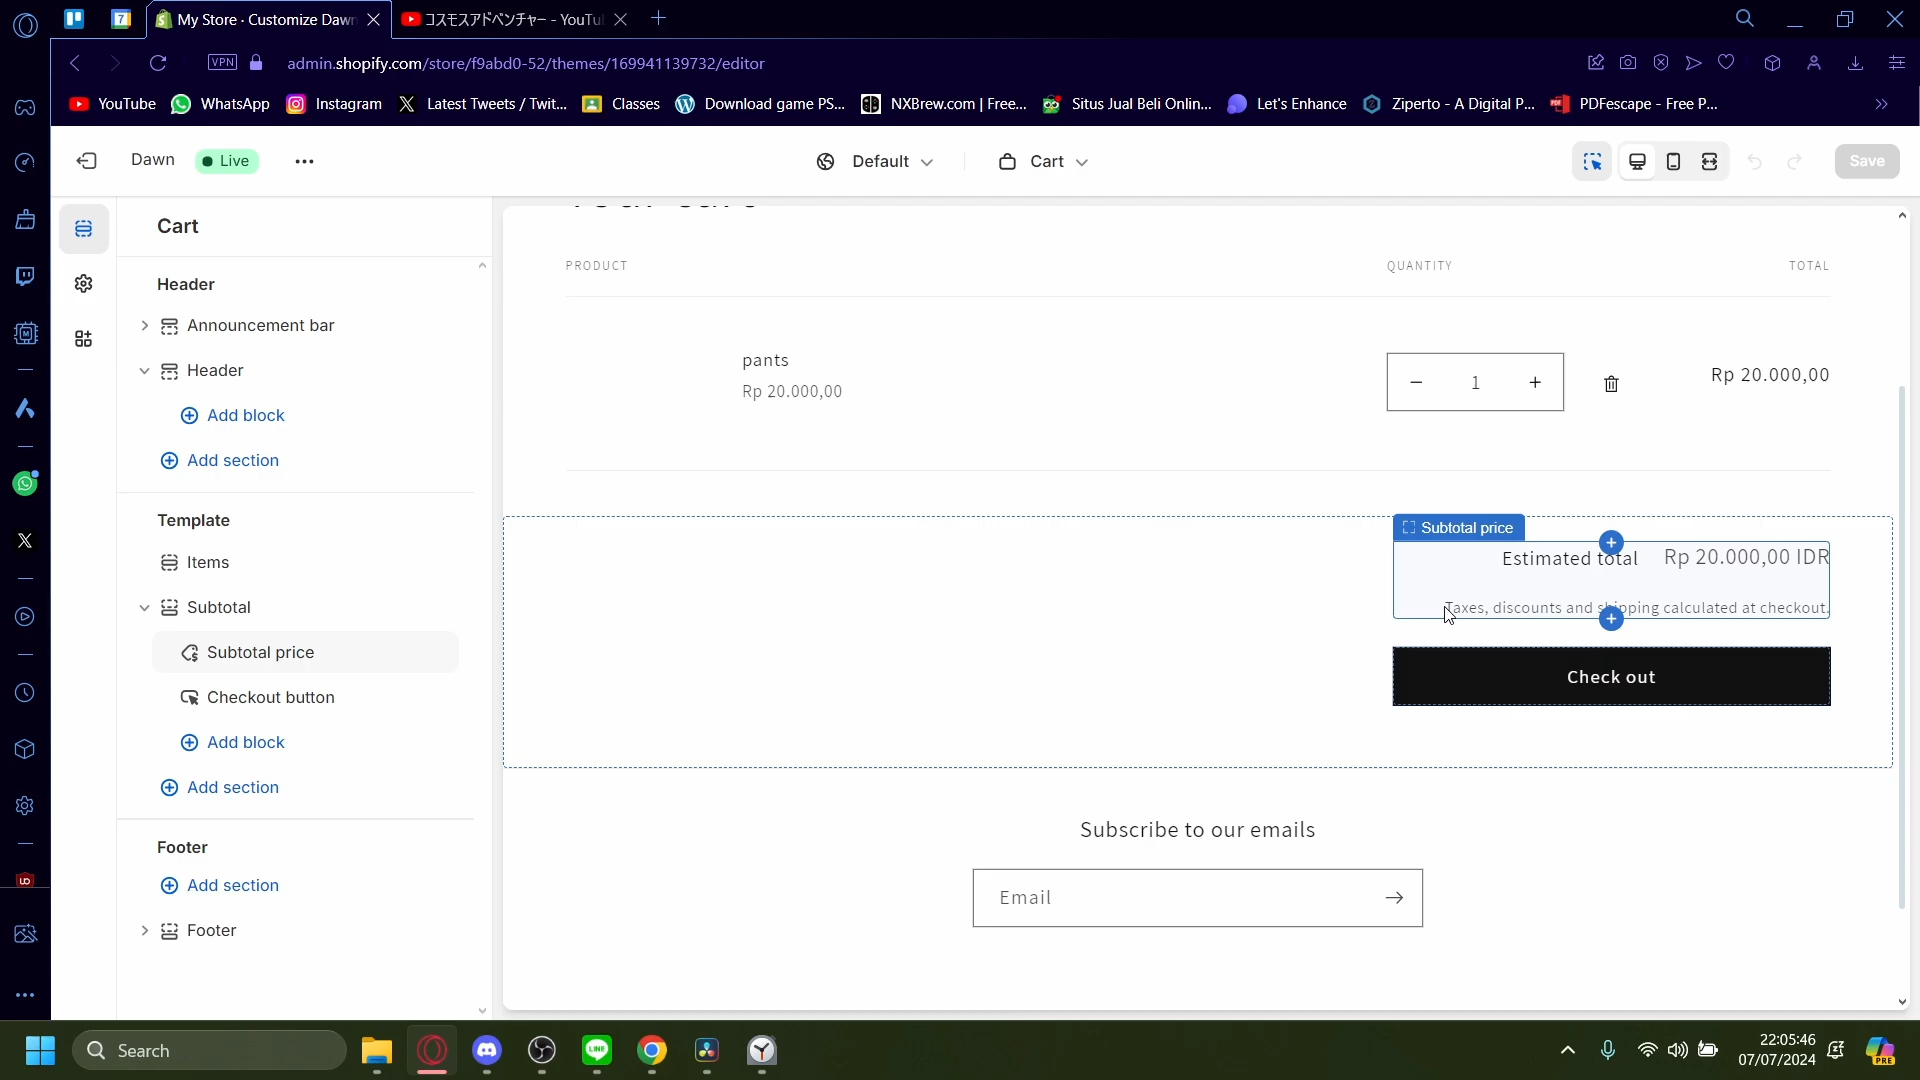 My Store · Customize Dawn
コスモスアドベンチャー - YouTu
VPN
admin.shopify.com/store/f9abd0-52/themes/169941139732/editor
YouTube
WhatsApp
Instagram
Latest Tweets / Twit...
Classes
Download game PS...
NXBrew.com | Free...
Situs Jual Beli Onlin...
Let's Enhance
Ziperto - A Digital P...
PDFescape - Free P...
Dawn
Live
Default
Cart
Save
Cart
Header
Announcement bar
Header
Add block
Add section
Template
Items
Subtotal
Subtotal price
Checkout button
Add block
Add section
Footer
Add section
Footer
PRODUCT
QUANTITY
TOTAL
pants
Rp 20.000,00
1
Rp 20.000,00
Subtotal price
Estimated total
Rp 20.000,00 IDR
Taxes, discounts and shipping calculated at checkout.
Check out
Subscribe to our emails
Email
Search
22:05:46
07/07/2024